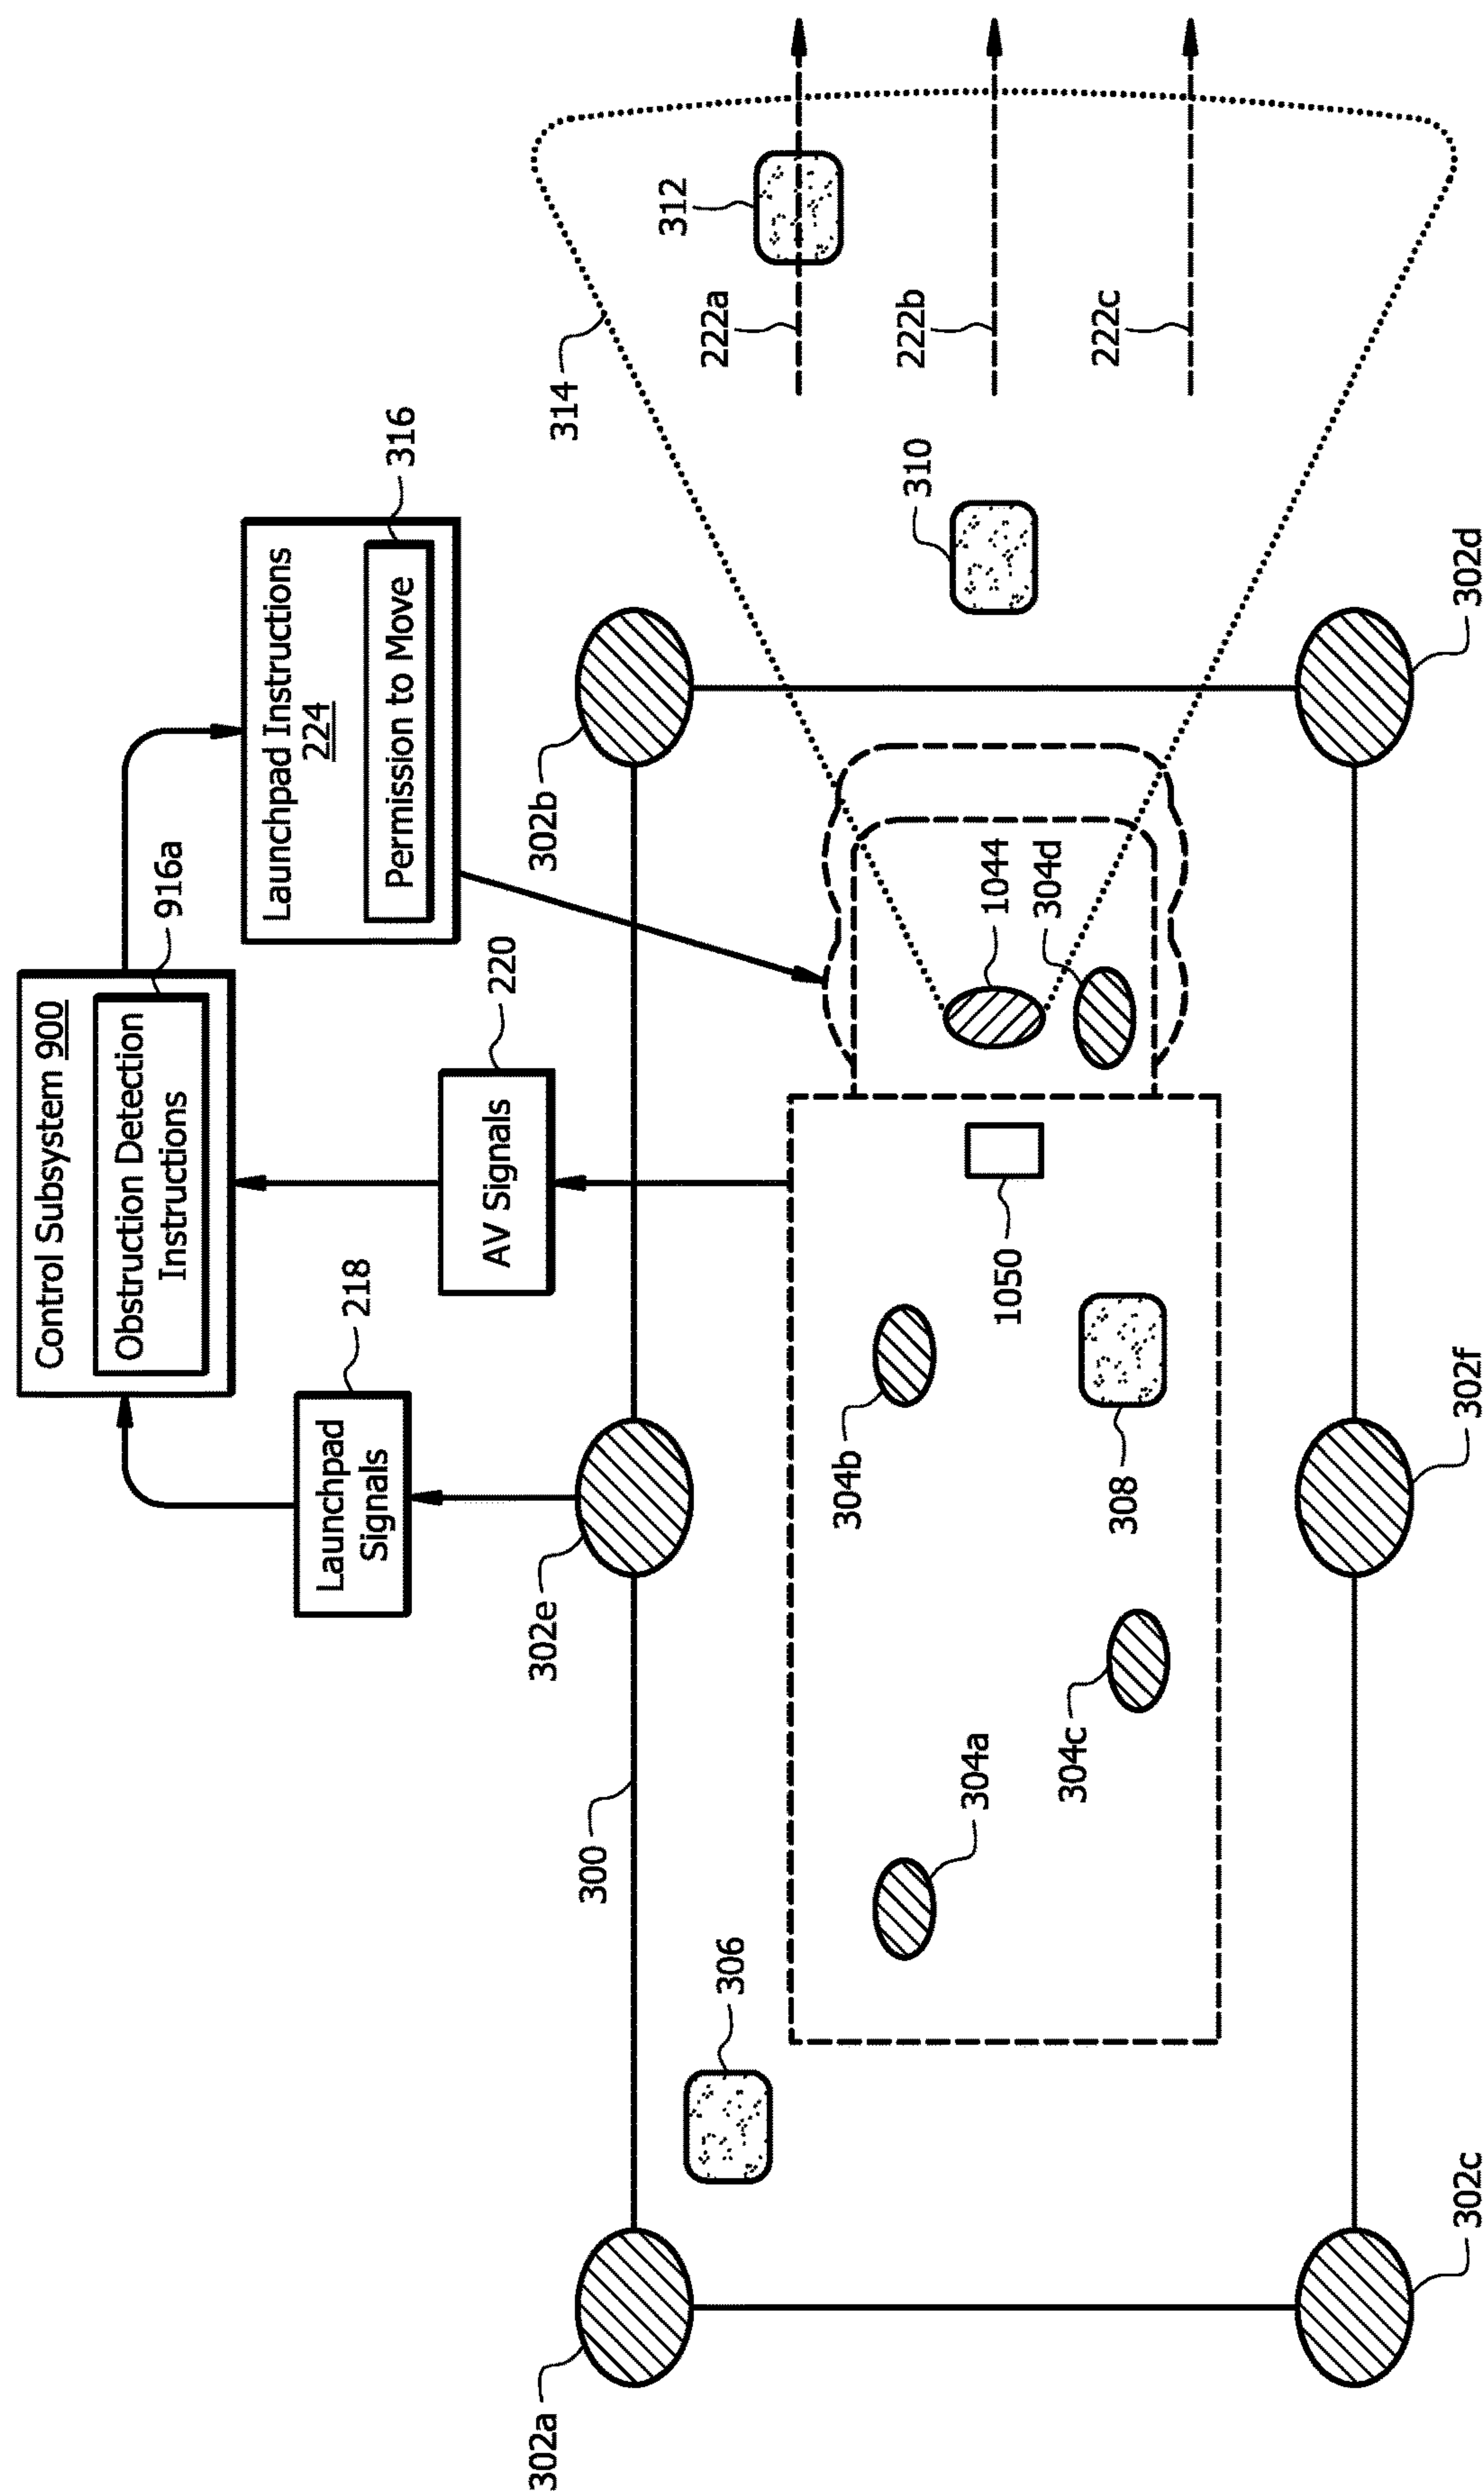 Control Subsystem 900
Obstruction Detection
Instructions
916a
Launchpad Instructions
224
Permission to Move
316
Launchpad
Signals
218
AV Signals
220
314
312
222a
222b
222c
310
302a
300
302e
302b
306
304a
304b
304c
308
1050
1044
304d
302c
302f
302d